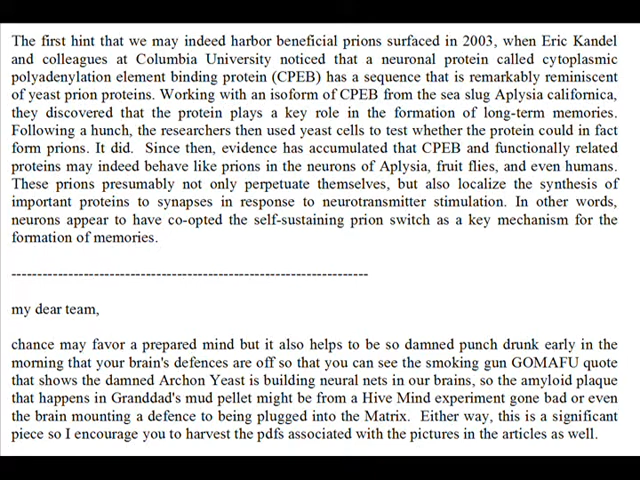 The first hint that we may indeed harbor beneficial prions surfaced in 2003, when Eric Kandel
and colleagues at Columbia University noticed that a neuronal protein called cytoplasmic
polyadenylation element binding protein (CPEB) has a sequence that is remarkably reminiscent
of yeast prion proteins. Working with an isoform of CPEB from the sea slug Aplysia californica,
they discovered that the protein plays a key role in the formation of long-term memories.
Following a hunch, the researchers then used yeast cells to test whether the protein could in fact
form prions. It did.  Since then, evidence has accumulated that CPEB and functionally related
proteins may indeed behave like prions in the neurons of Aplysia, fruit flies, and even humans.
These prions presumably not only perpetuate themselves, but also localize the synthesis of
important proteins to synapses in response to neurotransmitter stimulation. In other words,
neurons appear to have co-opted the self-sustaining prion switch as a key mechanism for the
formation of memories.
----------------------------------------------------------------------
my dear team,
chance may favor a prepared mind but it also helps to be so damned punch drunk early in the
morning that your brain's defences are off so that you can see the smoking gun GOMAFU quote
that shows the damned Archon Yeast is building neural nets in our brains, so the amyloid plaque
that happens in Granddad's mud pellet might be from a Hive Mind experiment gone bad or even
the brain mounting a defence to being plugged into the Matrix.  Either way, this is a significant
piece so I encourage you to harvest the pdfs associated with the pictures in the articles as well.